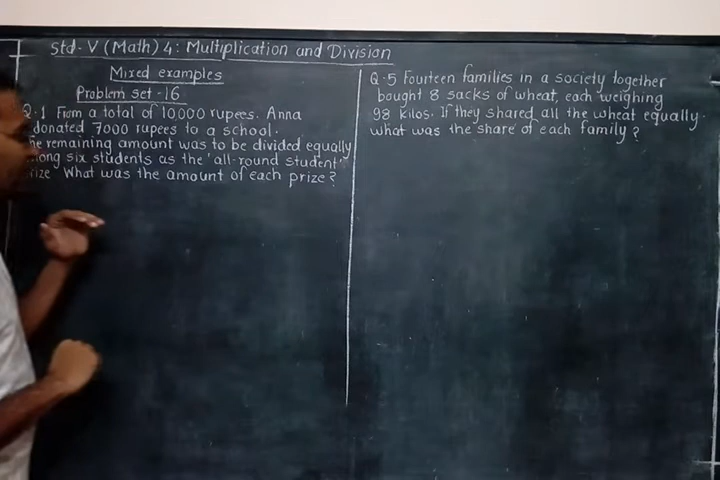 Std. V (Math) 4: Multiplication and Division
Mixed examples
Problem set - 16
Q.1 From a total of 10,000 rupees. Anna
donated 7000 rupees to a school.
remaining amount was to be divided equally
six students as the 'all-round student'
What was the amount of each prize?
Q.5 Fourteen families in a society together
bought 8 sacks of wheat, each weighing
98 kilos. If they shared all the wheat equally.
what was the share of each family?